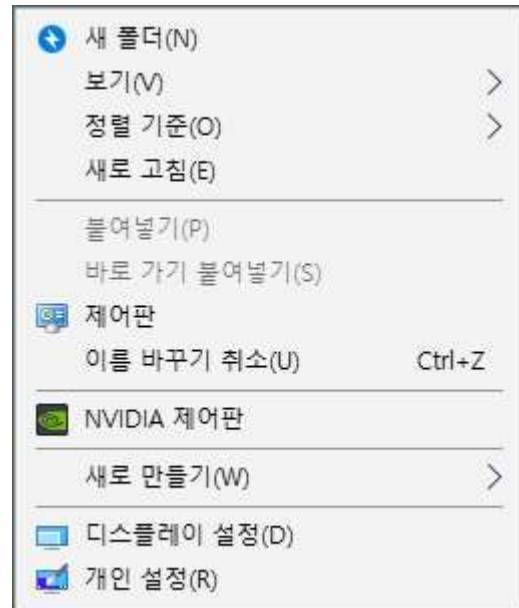 새 폴더(N)
보기(V)
정렬 기준(O)
새로 고침(E)
붙여넣기(P)
바로 가기 붙여넣기(S)
제어판
이름 바꾸기 취소(U) Ctrl+Z
NVIDIA 제어판
새로 만들기(W)
디스플레이 설정(D)
개인 설정(R)